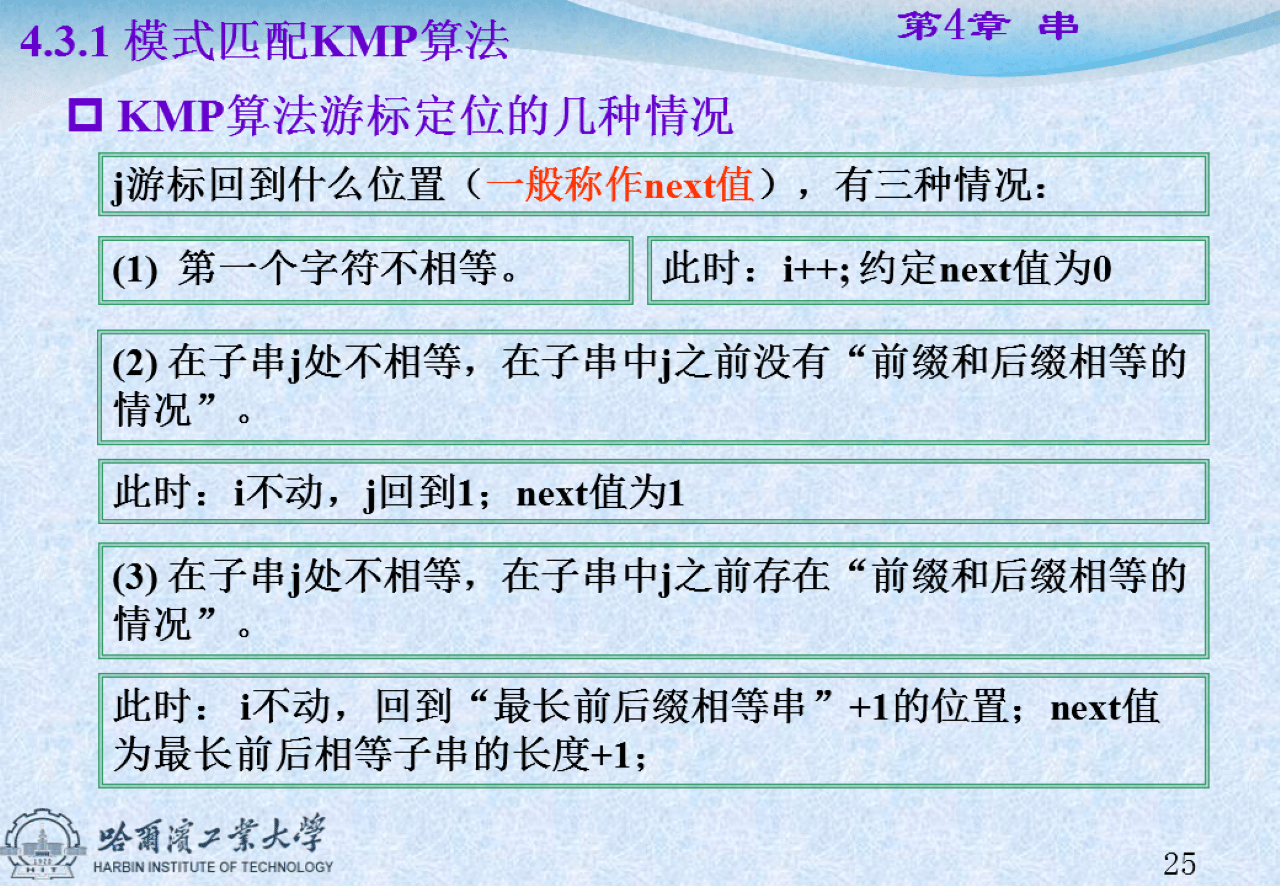 4.3.1 模式匹配KMP算法
第4章 串
KMP算法游标定位的几种情况
j游标回到什么位置（一般称作next值），有三种情况：
(1) 第一个字符不相等。
此时：i++; 约定next值为0
(2) 在子串j处不相等，在子串中j之前没有“前缀和后缀相等的
情况”。
此时：i不动，j回到1；next值为1
(3) 在子串j处不相等，在子串中j之前存在“前缀和后缀相等的
情况”。
此时： i不动，回到“最长前后缀相等串”+1的位置；next值
为最长前后相等子串的长度+1；
1920
HIT
哈爾濱工業大學
HARBIN INSTITUTE OF TECHNOLOGY
25